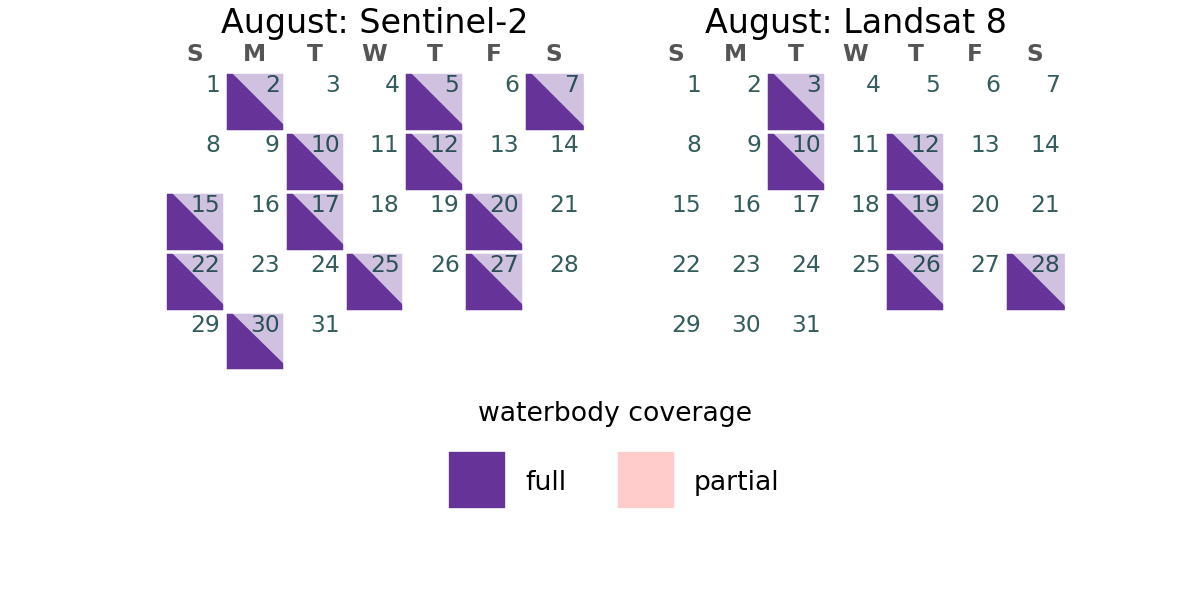 August: Sentinel-2
S M T W T F S
1 2 3 4 5 6 7
8 9 10 11 12 13 14
15 16 17 18 19 20 21
22 23 24 25 26 27 28
29 30 31
August: Landsat 8
S M T W T F S
1 2 3 4 5 6 7
8 9 10 11 12 13 14
15 16 17 18 19 20 21
22 23 24 25 26 27 28
29 30 31
waterbody coverage
full
partial